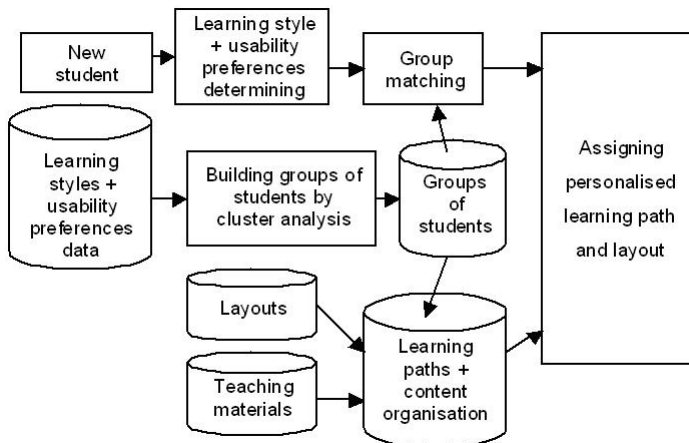 New
student
Learning style
+ usability
preferences
determining
Group
matching
Assigning
personalised
learning path
and layout
Learning
styles +
usability
preferences
data
Building groups of
students by
cluster analysis
Groups
of
students
Layouts
Teaching
materials
Learning
paths +
content
organisation